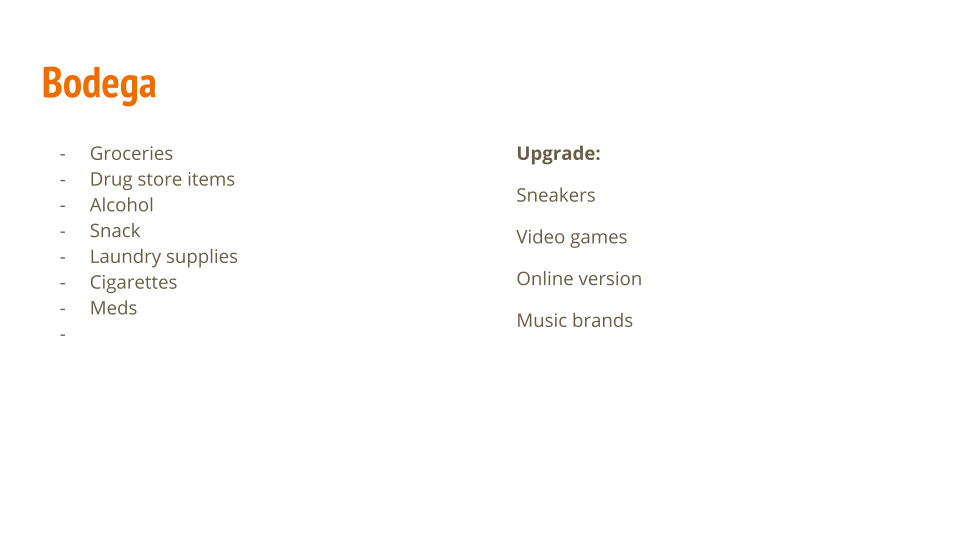 Bodega
- Groceries
- Drug store items
- Alcohol
- Snack
- Laundry supplies
- Cigarettes
- Meds
-
Upgrade:
Sneakers
Video games
Online version
Music brands